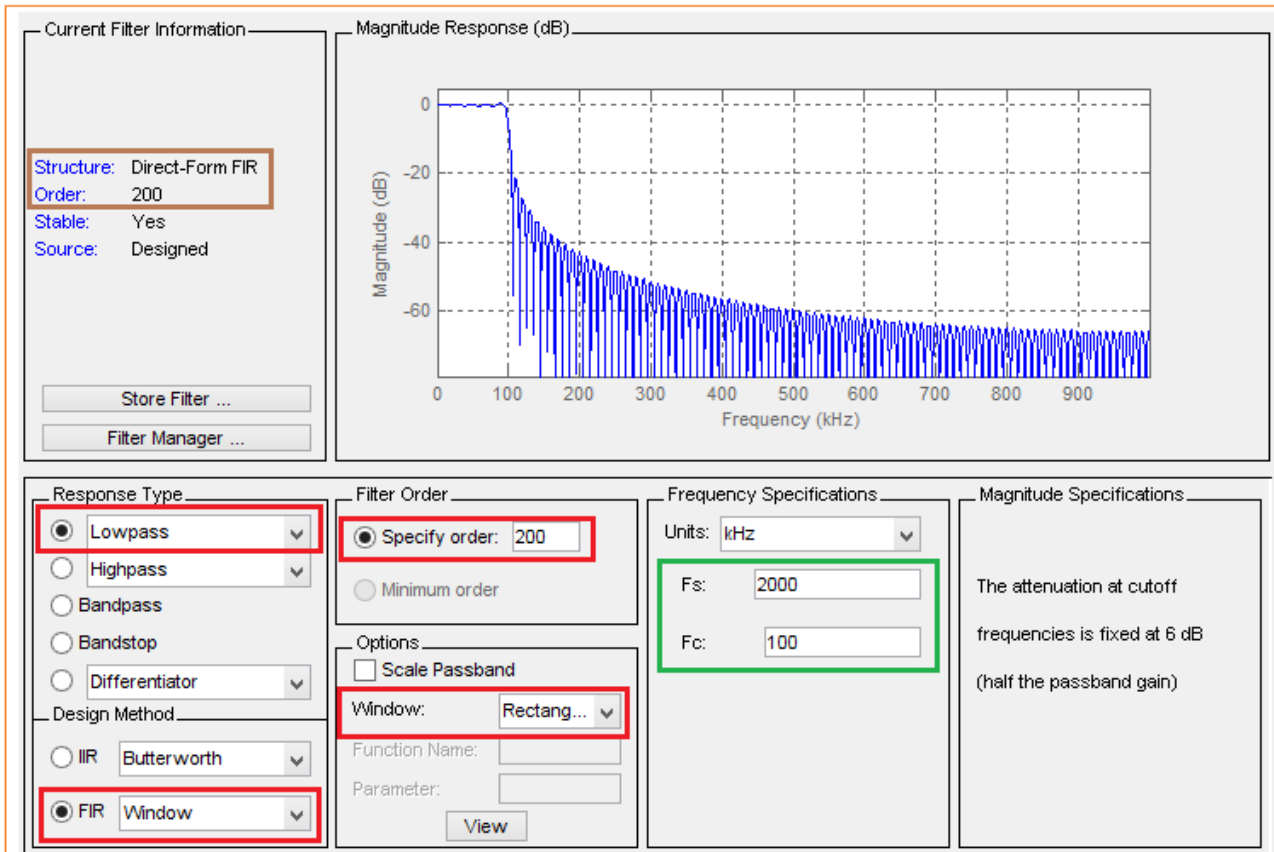 Current Filter Information
Structure: Direct-Form FIR
Order: 200
Stable: Yes
Source: Designed
Store Filter ...
Filter Manager ...
Magnitude Response (dB)
0
-20
-40
-60
Magnitude (dB)
0 100 200 300 400 500 600 700 800 900
Frequency (kHz)
Response Type
Lowpass
Highpass
Bandpass
Bandstop
Differentiator
Design Method
IIR Butterworth
FIR Window
Filter Order
Specify order: 200
Minimum order
Options
Scale Passband
Window: Rectang...
Function Name:
Parameter:
View
Frequency Specifications
Units: kHz
Fs: 2000
Fc: 100
Magnitude Specifications
The attenuation at cutoff
frequencies is fixed at 6 dB
(half the passband gain)